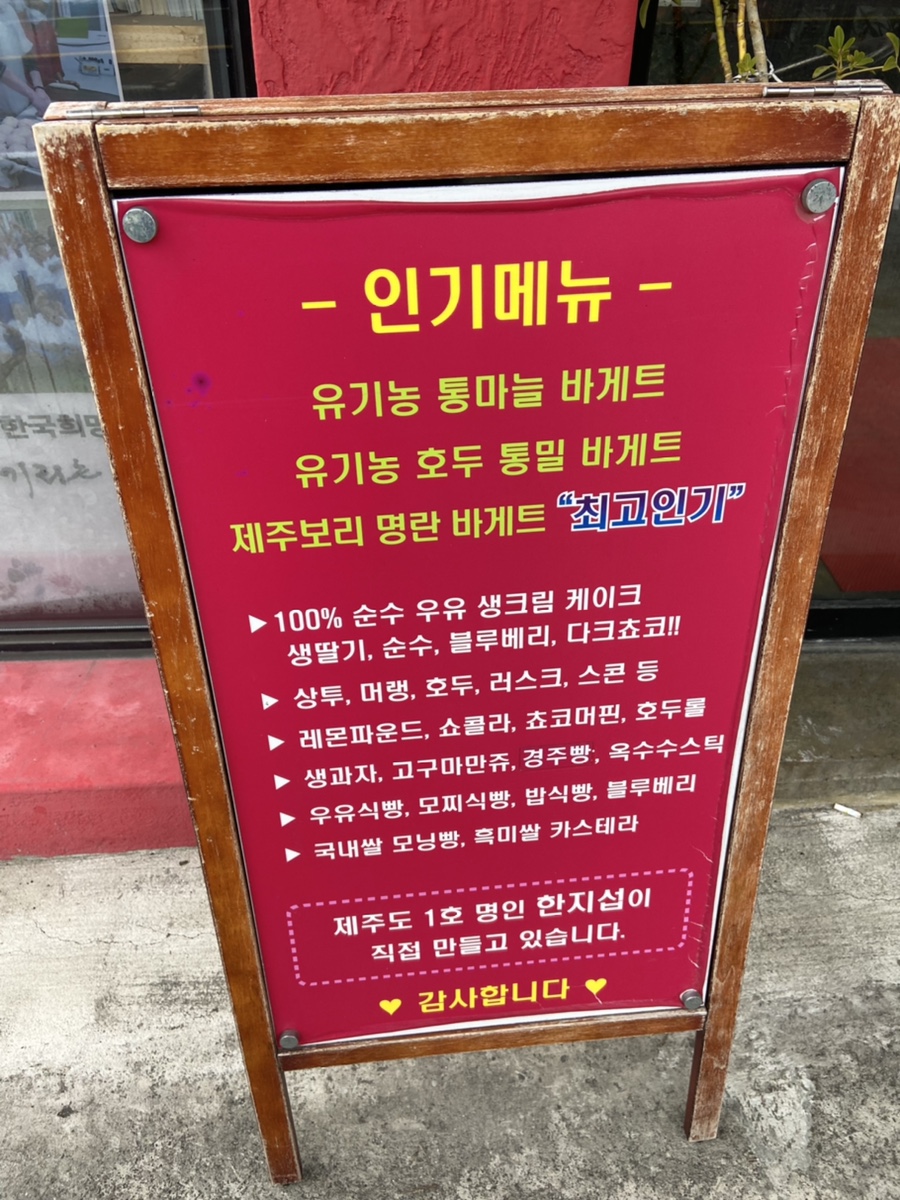 - 인기메뉴 -
유기농 통마늘 바게트
유기농 호두 통밀 바게트
제주보리 명란 바게트 “최고인기”
▶100% 순수 우유 생크림 케이크
생딸기, 순수, 블루베리, 다크쵸코!!
▶ 상투, 머랭, 호두, 러스크, 스콘 등
▶ 레몬파운드, 쇼콜라, 쵸코머핀, 호두롤
▶ 생과자, 고구마만쥬, 경주빵, 옥수수스틱
▶ 우유식빵, 모찌식빵, 밥식빵, 블루베리
▶ 국내쌀 모닝빵, 흑미쌀 카스테라
제주도 1호 명인 한지섭이
직접 만들고 있습니다.
♥ 감사합니다 ♥
한국희망